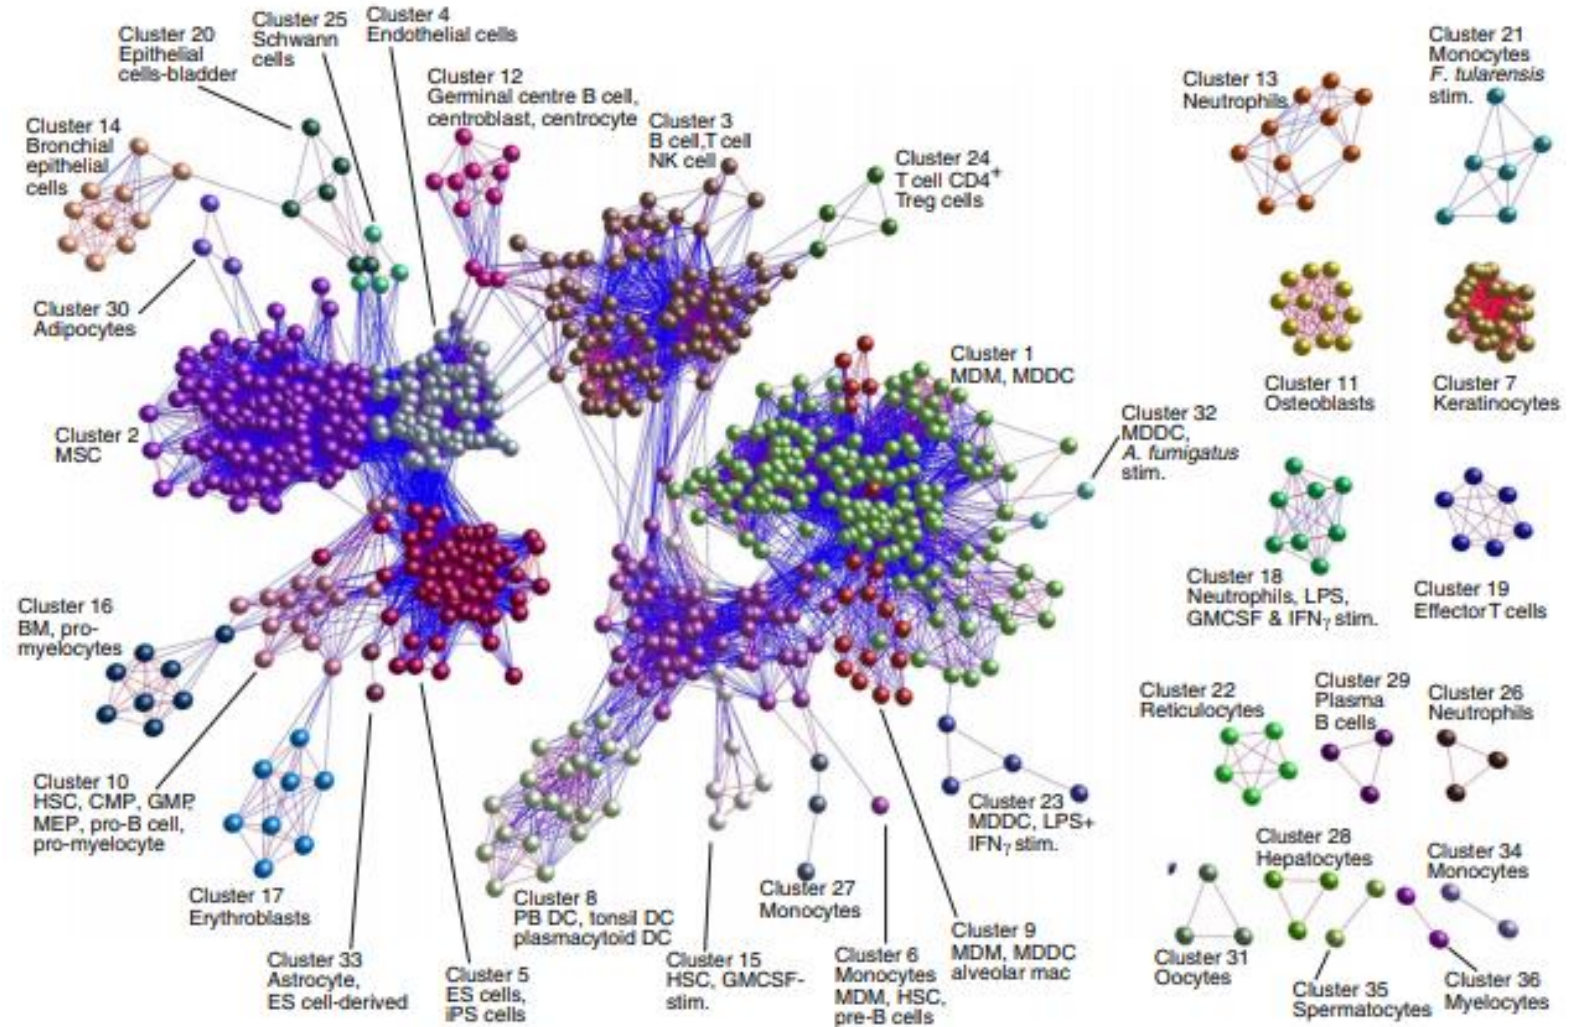 Cluster 20
Epithelial
cells-bladder
Cluster 25
Schwann
cells
Cluster 4
Endothelial cells
Cluster 12
Germinal centre B cell,
centroblast, centrocyte
Cluster 3
B cell,T cell
NK cell
Cluster 24
T cell CD4+
Treg cells
Cluster 13
Neutrophils
Cluster 21
Monocytes
F. tularensis
stim.
Cluster 14
Bronchial
epithelial
cells
Cluster 30
Adipocytes
Cluster 2
MSC
Cluster 1
MDM, MDDC
Cluster 32
MDDC,
A. fumigatus
stim.
Cluster 11
Osteoblasts
Cluster 7
Keratinocytes
Cluster 18
Neutrophils, LPS,
GMCSF & IFNγ stim.
Cluster 19
Effector T cells
Cluster 16
BM, pro-
myelocytes
Cluster 10
HSC, CMP, GMP,
MEP, pro-B cell,
pro-myelocyte
Cluster 17
Erythroblasts
Cluster 33
Astrocyte,
ES cell-derived
Cluster 5
ES cells,
iPS cells
Cluster 8
PB DC, tonsil DC
plasmacytoid DC
Cluster 15
HSC, GMCSF-
stim.
Cluster 27
Monocytes
Cluster 6
Monocytes
MDM, HSC,
pre-B cells
Cluster 9
MDM, MDDC
alveolar mac
Cluster 23
MDDC, LPS+
IFNγ stim.
Cluster 22
Reticulocytes
Cluster 29
Plasma
B cells
Cluster 26
Neutrophils
Cluster 28
Hepatocytes
Cluster 34
Monocytes
Cluster 31
Oocytes
Cluster 35
Spermatocytes
Cluster 36
Myelocytes